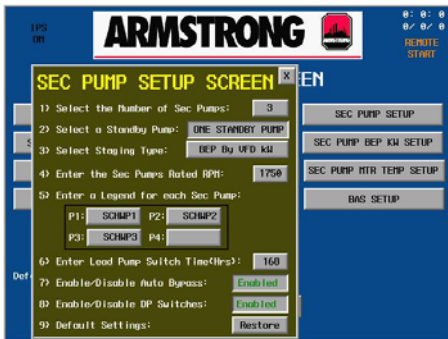 IPS
ON
ARMSTRONG
0: 0: 0
0/ 0/ 0
REMOTE
START
SEC PUMP SETUP SCREEN
X
EEN
1) Select the Number of Sec Pumps: 3
2) Select a Standby Pump: ONE STANDBY PUMP
3) Select Staging Type: BEP By VFD kW
4) Enter the Sec Pumps Rated RPM: 1750
5) Enter a Legend for each Sec Pump:
P1: SCHWP1 P2: SCHWP2
P3: SCHWP3 P4:
6) Enter Lead Pump Switch Time(Hrs): 168
7) Enable/Disable Auto Bypass: Enabled
8) Enable/Disable DP Switches: Enabled
9) Default Settings: Restore
SEC PUMP SETUP
SEC PUMP BEP KW SETUP
SEC PUMP MTR TEMP SETUP
BAS SETUP
S
Defa